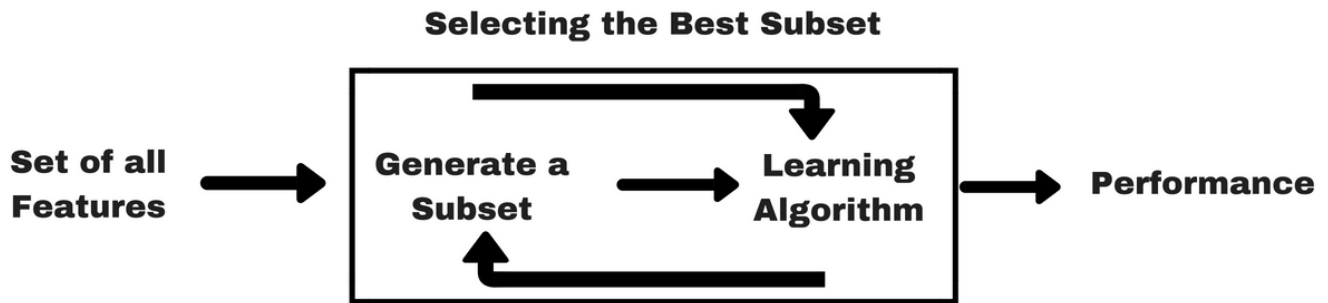 Selecting the Best Subset
Set of all
Features
Generate a
Subset
Learning
Algorithm
Performance